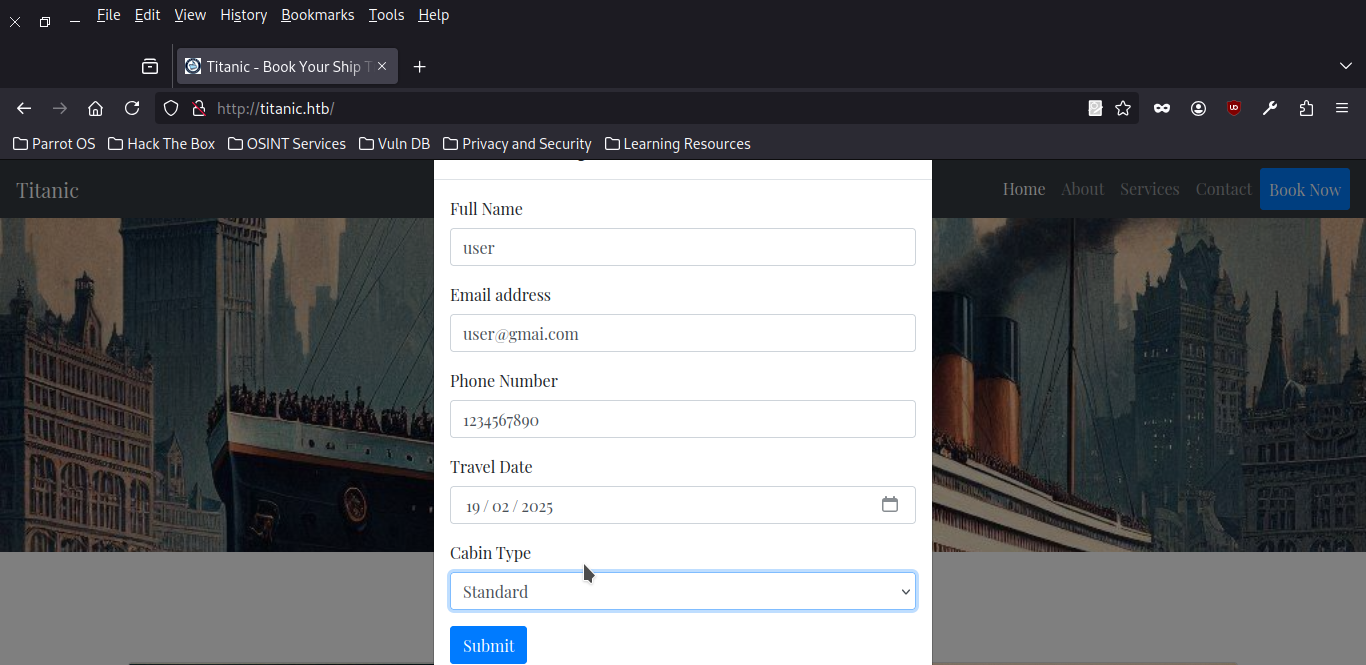 File Edit View History Bookmarks Tools Help
Titanic - Book Your Ship T
http://titanic.htb/
Parrot OS Hack The Box OSINT Services Vuln DB Privacy and Security Learning Resources
Titanic Home About Services Contact Book Now
Full Name
user
Email address
user@gmai.com
Phone Number
1234567890
Travel Date
19 / 02 / 2025
Cabin Type
Standard
Submit